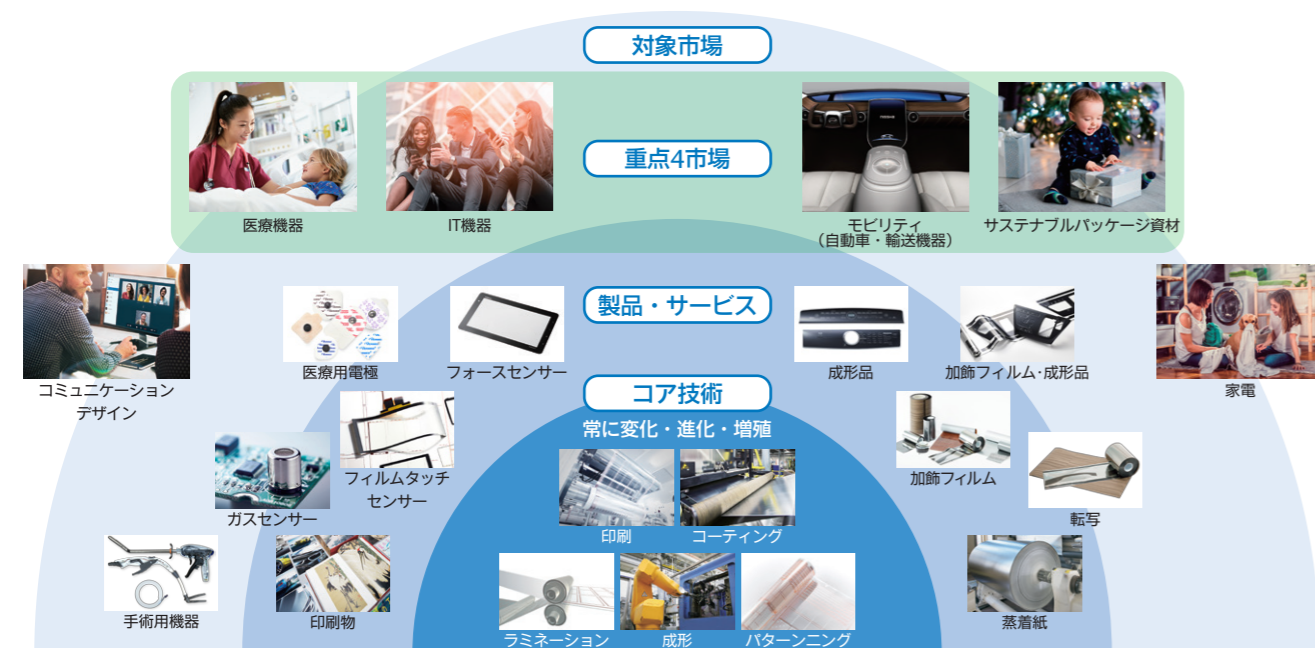 対象市場
重点4市場
医療機器
IT機器
モビリティ
（自動車・輸送機器）
サステナブルパッケージ資材
コミュニケーション
デザイン
製品・サービス
医療用電極
フォースセンサー
成形品
加飾フィルム・成形品
家電
コア技術
常に変化・進化・増殖
フィルムタッチ
センサー
ガスセンサー
加飾フィルム
転写
印刷
コーティング
手術用機器
印刷物
ラミネーション
成形
パターンニング
蒸着紙